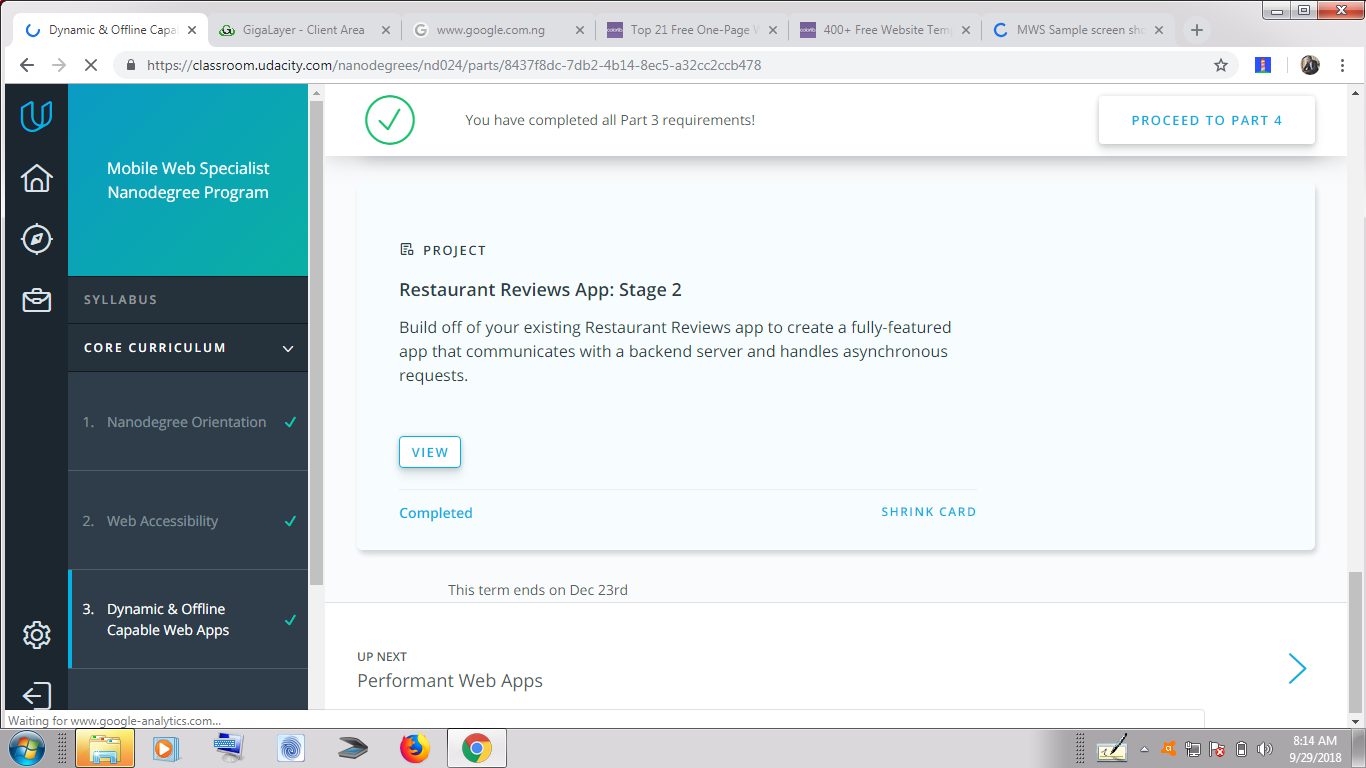 Dynamic & Offline Capa
GigaLayer - Client Area
www.google.com.ng
Top 21 Free One-Page W
400+ Free Website Tem
MWS Sample screen sho
https://classroom.udacity.com/nanodegrees/nd024/parts/8437f8dc-7db2-4b14-8ec5-a32cc2ccb478
Mobile Web Specialist
Nanodegree Program
SYLLABUS
CORE CURRICULUM
1. Nanodegree Orientation
2. Web Accessibility
3. Dynamic & Offline
Capable Web Apps
You have completed all Part 3 requirements!
PROCEED TO PART 4
PROJECT
Restaurant Reviews App: Stage 2
Build off of your existing Restaurant Reviews app to create a fully-featured
app that communicates with a backend server and handles asynchronous
requests.
VIEW
Completed
SHRINK CARD
This term ends on Dec 23rd
UP NEXT
Performant Web Apps
Waiting for www.google-analytics.com...
8:14 AM
9/29/2018